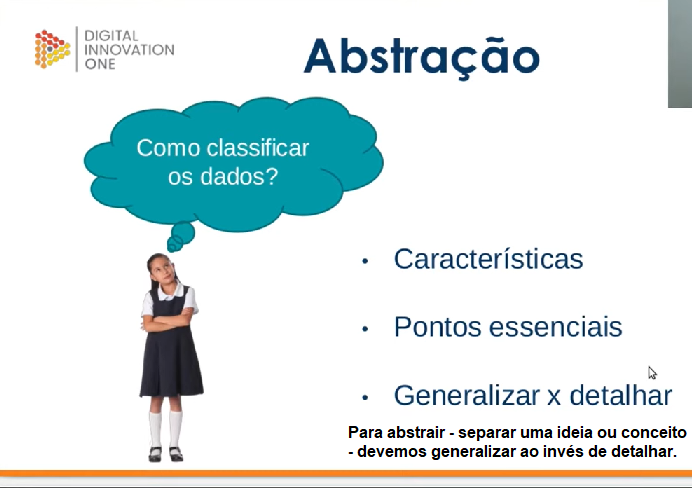 DIGITAL
INNOVATION
ONE
Abstração
Como classificar
os dados?
• Características
• Pontos essenciais
• Generalizar x detalhar
Para abstrair - separar uma ideia ou conceito
- devemos generalizar ao invés de detalhar.